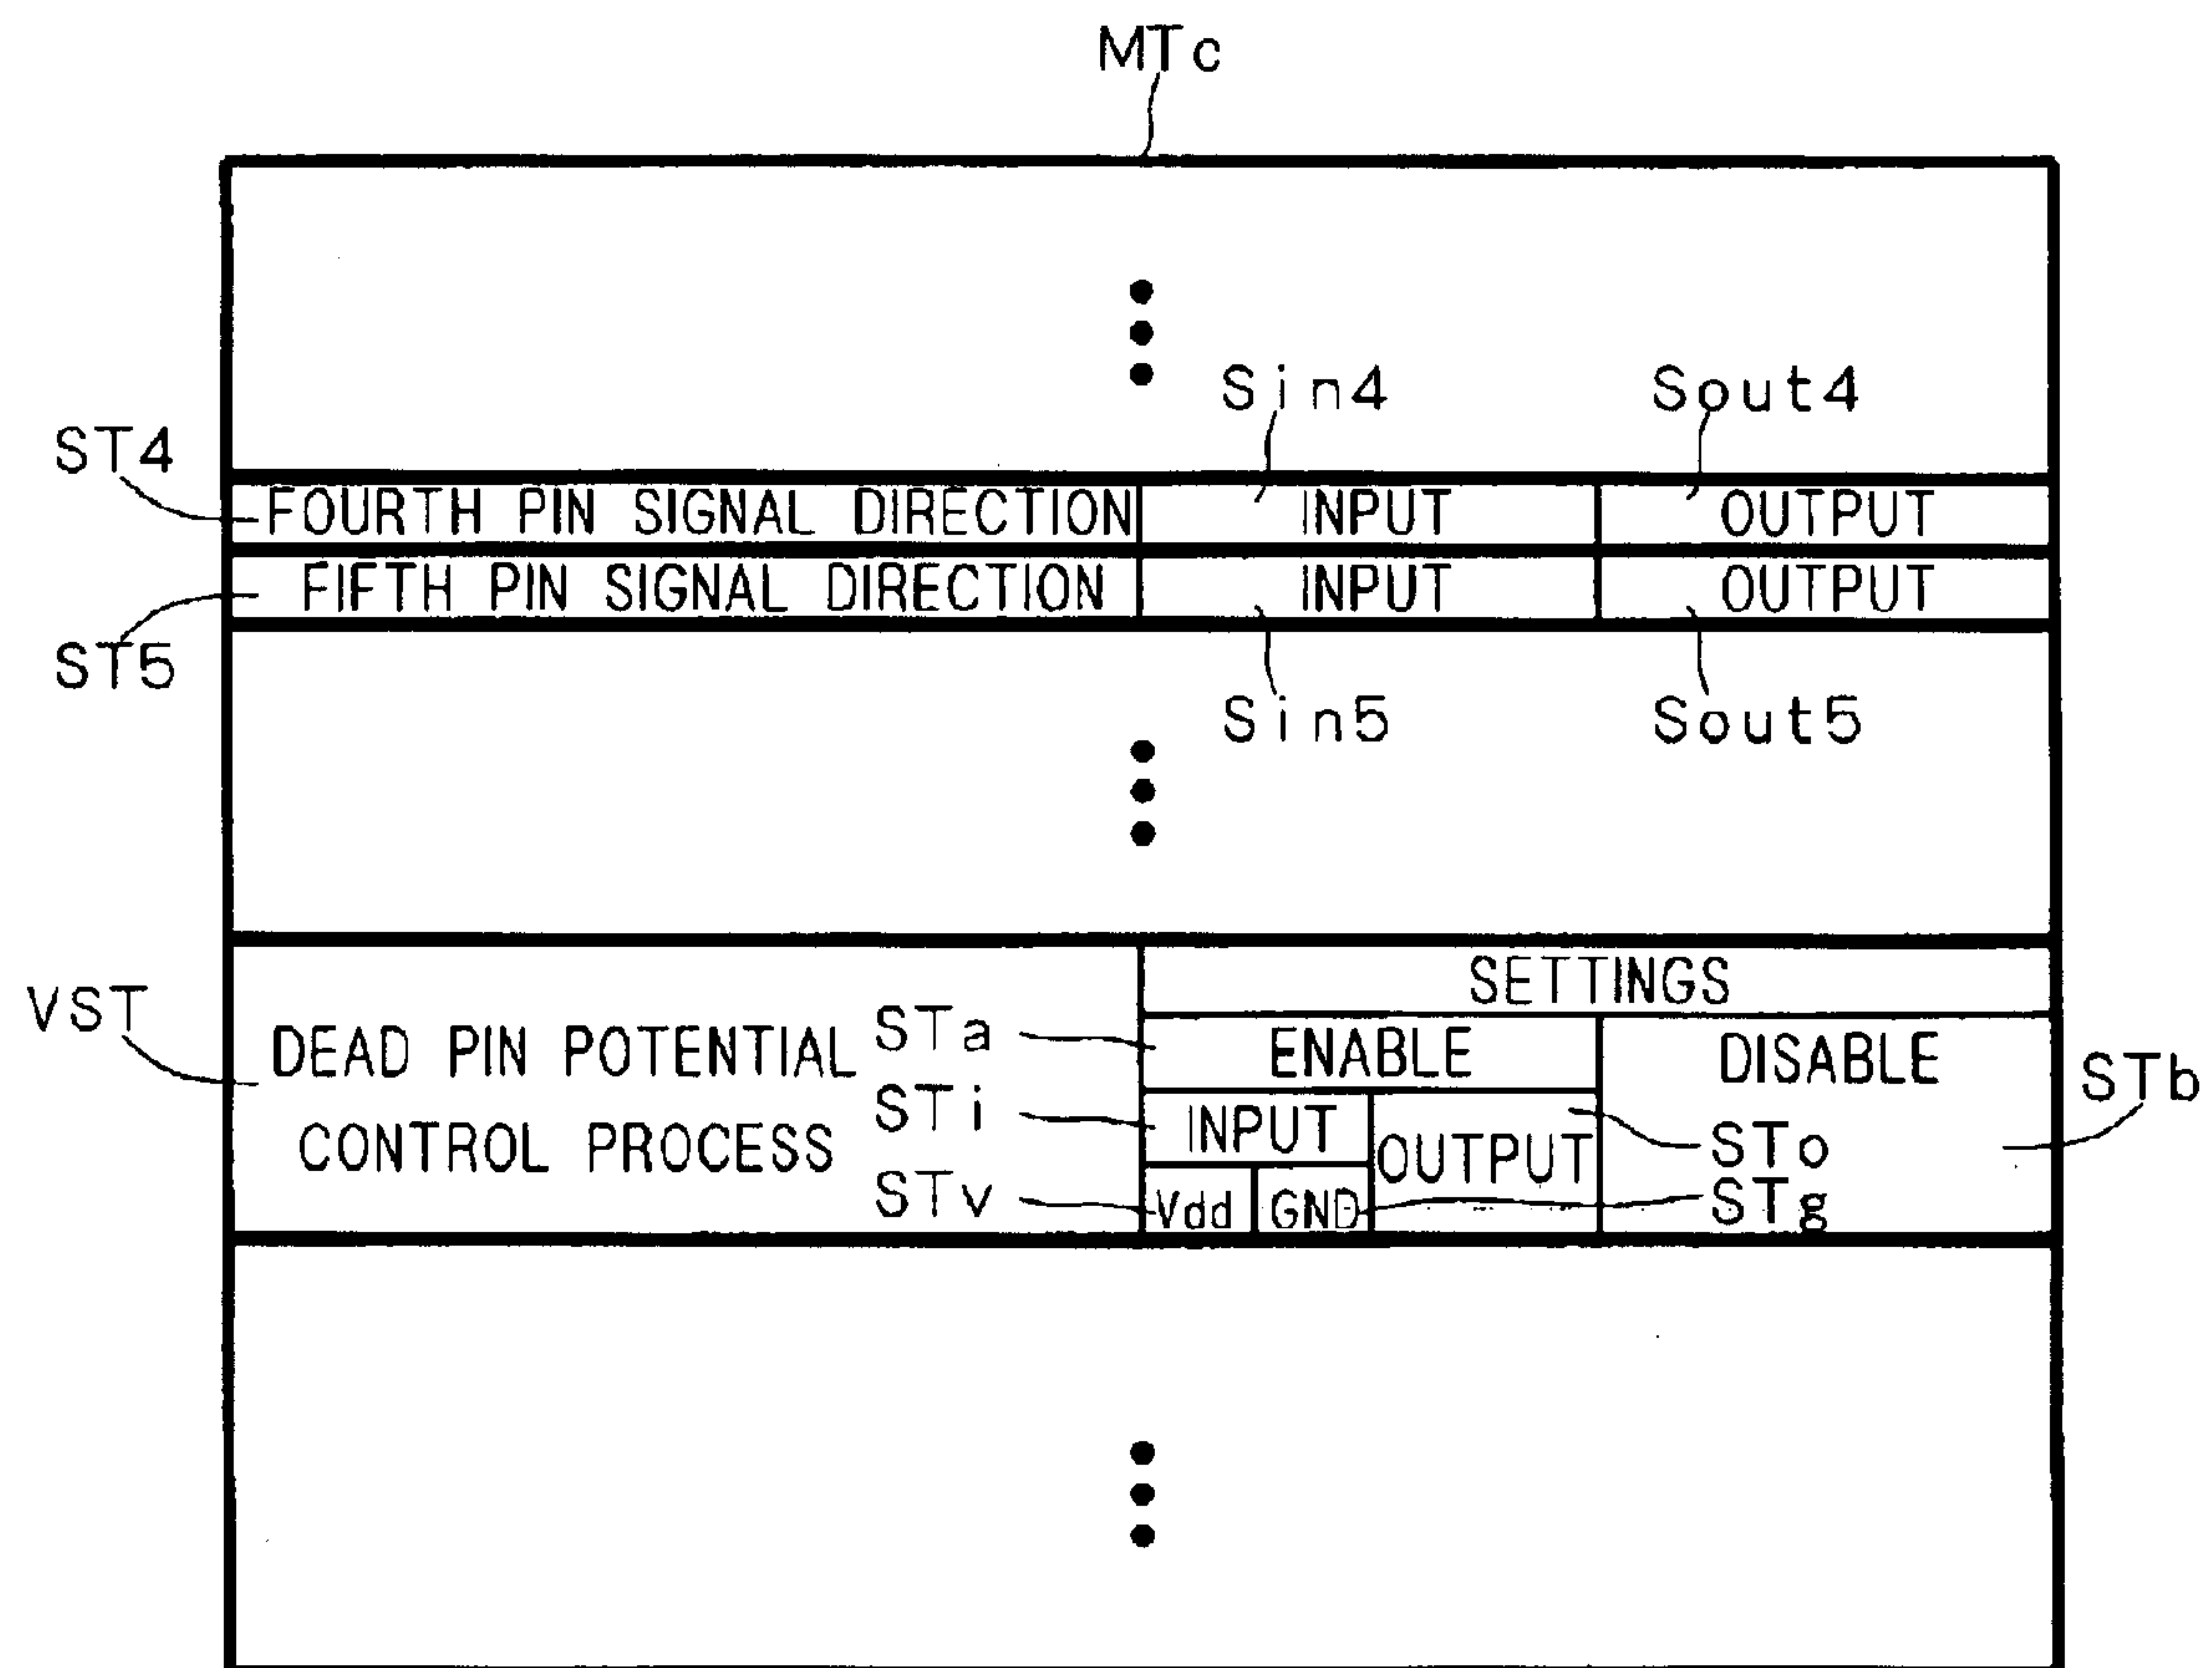 MTc
Sin4 Sout4
ST4
FOURTH PIN SIGNAL DIRECTION INPUT OUTPUT
FIFTH PIN SIGNAL DIRECTION INPUT OUTPUT
ST5
Sin5 Sout5
SETTINGS
VST
DEAD PIN POTENTIAL
CONTROL PROCESS
STa
ENABLE DISABLE
STb
STi
INPUT
OUTPUT
STo
STv
Vdd GND
STg